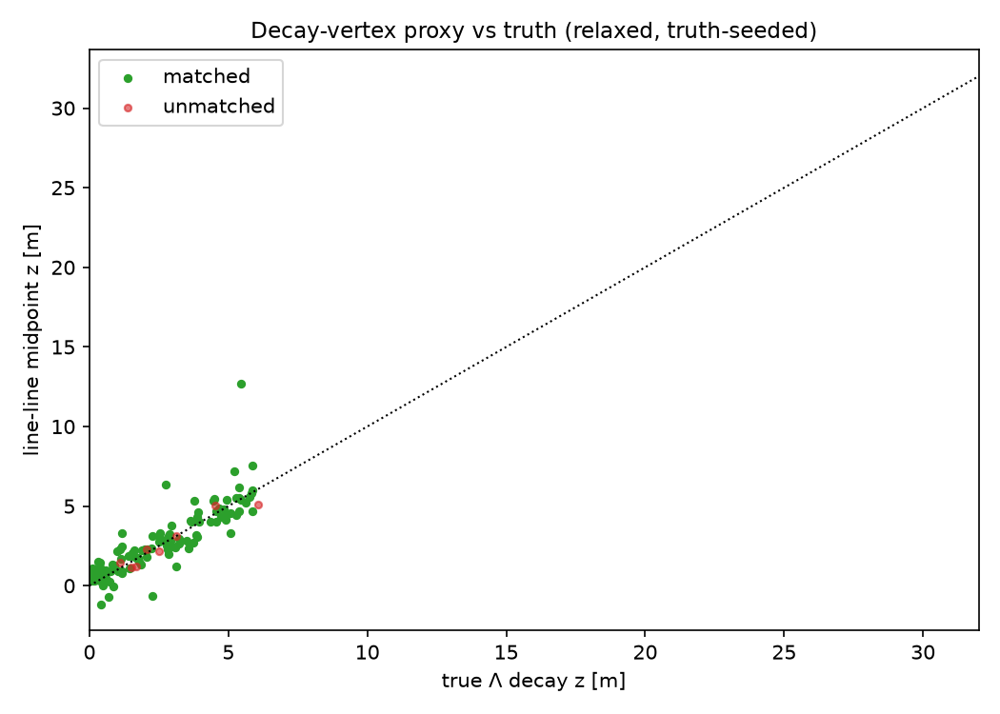 Decay-vertex proxy vs truth (relaxed, truth-seeded)
matched
unmatched
line-line midpoint z [m]
30
25
20
15
10
5
0
0 5 10 15 20 25 30
true Λ decay z [m]